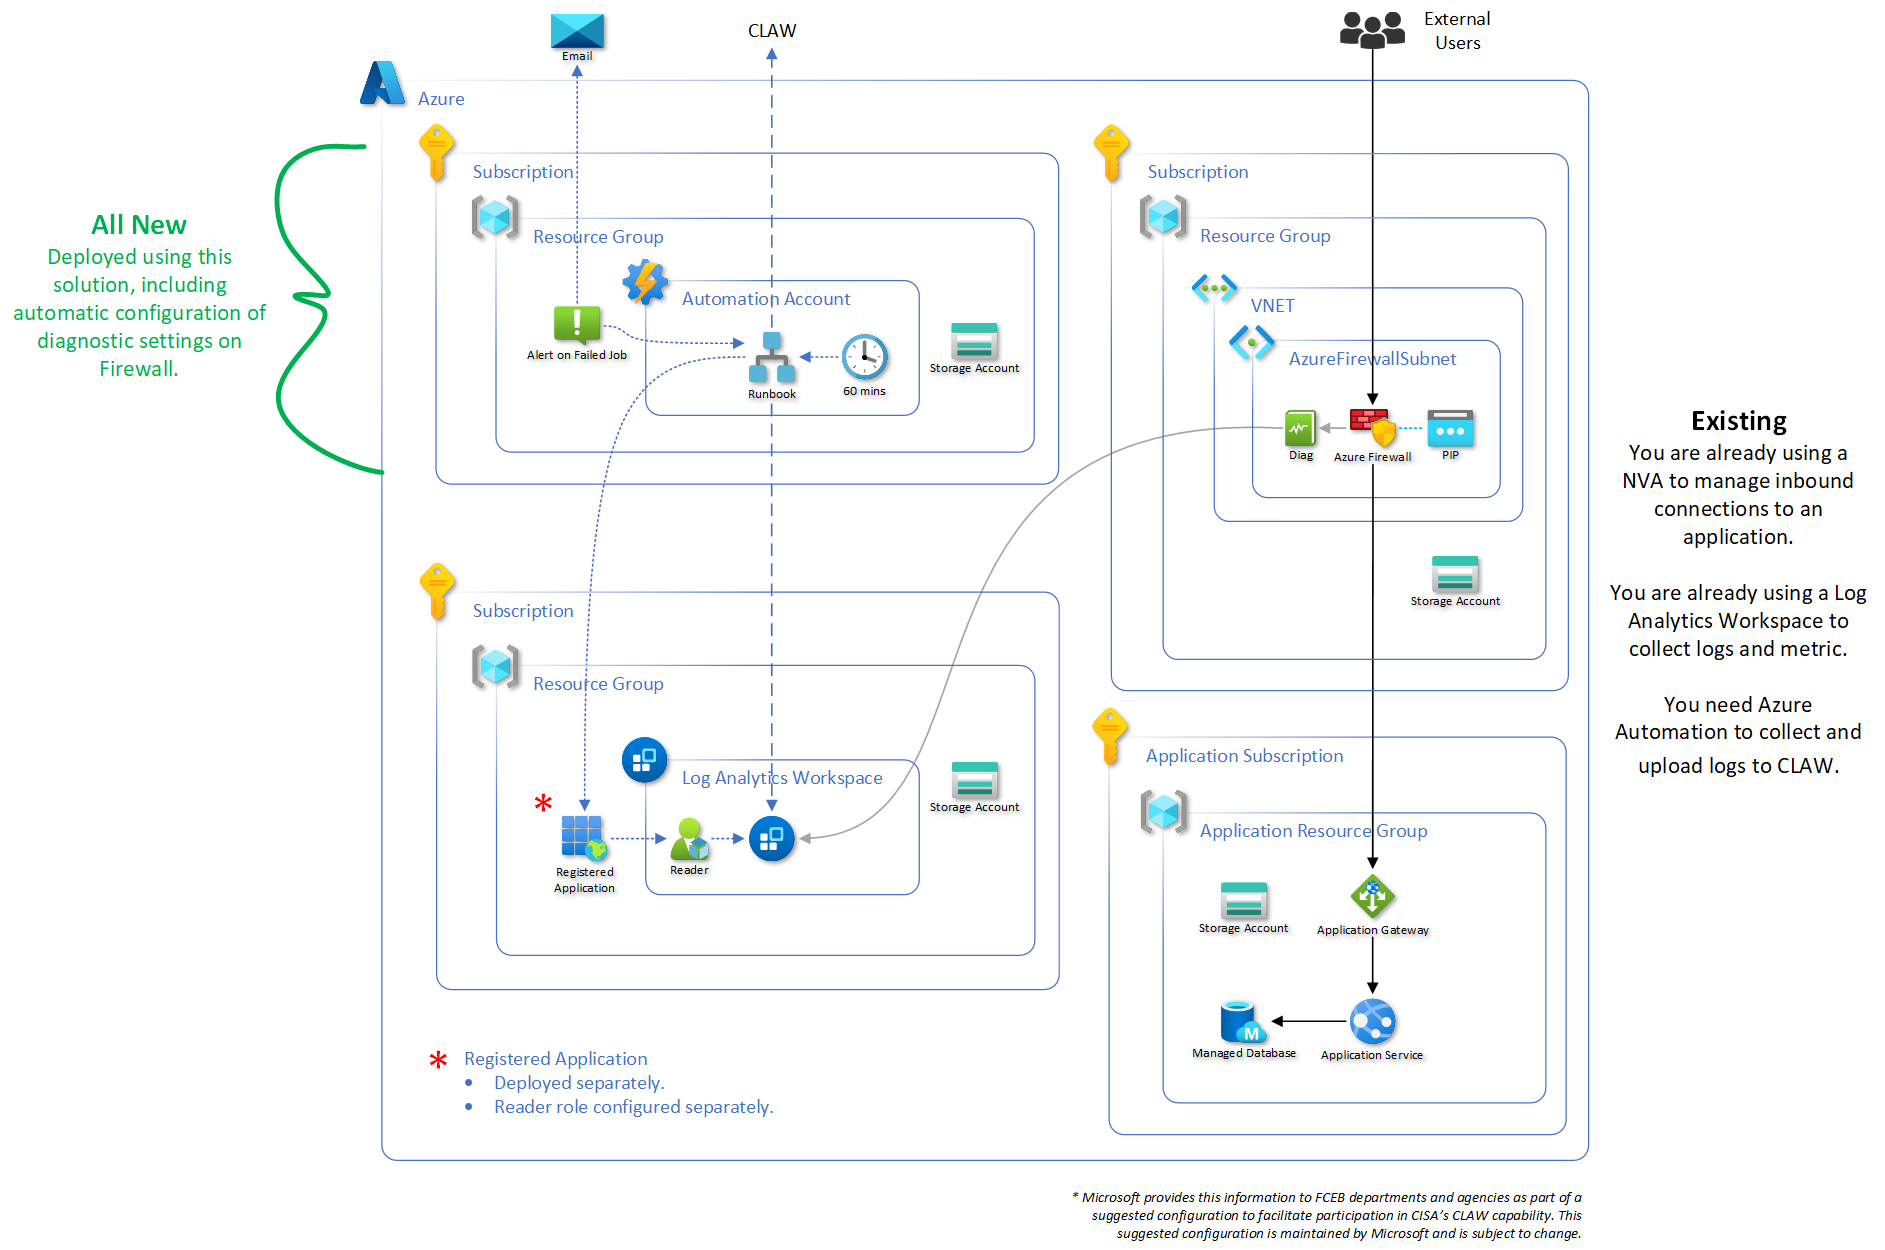 Email
CLAW
External
Users
Azure
All New
Deployed using this
solution, including
automatic configuration of
diagnostic settings on
Firewall.
Subscription
Resource Group
Automation Account
Alert on Failed Job
Runbook
60 mins
Storage Account
Subscription
Resource Group
VNET
AzureFirewallSubnet
Diag
Azure Firewall
PIP
Storage Account
Existing
You are already using a
NVA to manage inbound
connections to an
application.
You are already using a Log
Analytics Workspace to
collect logs and metric.
You need Azure
Automation to collect and
upload logs to CLAW.
Subscription
Resource Group
Log Analytics Workspace
*
Registered
Application
Reader
Storage Account
Application Subscription
Application Resource Group
Storage Account
Application Gateway
Managed Database
M
Application Service
* Registered Application
• Deployed separately.
• Reader role configured separately.
* Microsoft provides this information to FCEB departments and agencies as part of a
suggested configuration to facilitate participation in CISA’s CLAW capability. This
suggested configuration is maintained by Microsoft and is subject to change.